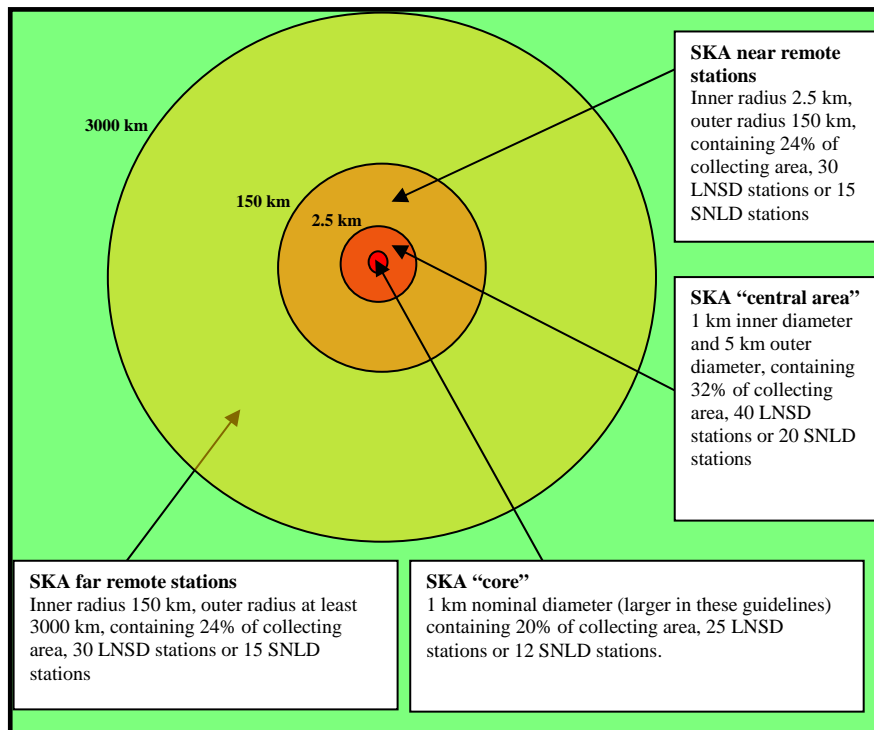 SKA near remote
stations
Inner radius 2.5 km,
outer radius 150 km,
containing 24% of
collecting area, 30
LNSD stations or 15
SNLD stations
3000 km
150 km
2.5 km
SKA “central area”
1 km inner diameter
and 5 km outer
diameter, containing
32% of collecting
area, 40 LNSD
stations or 20 SNLD
stations
SKA far remote stations
Inner radius 150 km, outer radius at least
3000 km, containing 24% of collecting
area, 30 LNSD stations or 15 SNLD
stations
SKA “core”
1 km nominal diameter (larger in these guidelines)
containing 20% of collecting area, 25 LNSD
stations or 12 SNLD stations.